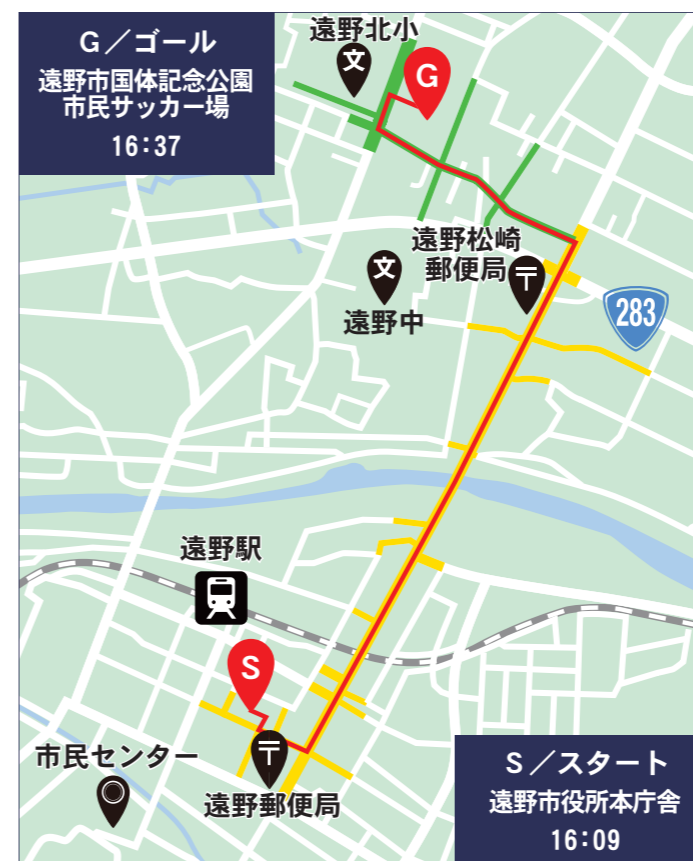 G／ゴール
遠野市国体記念公園
市民サッカー場
16：37
遠野北小
文
G
遠野松崎
郵便局
〒
文
遠野中
283
遠野駅
S
市民センター
〒
遠野郵便局
S／スタート
遠野市役所本庁舎
16：09